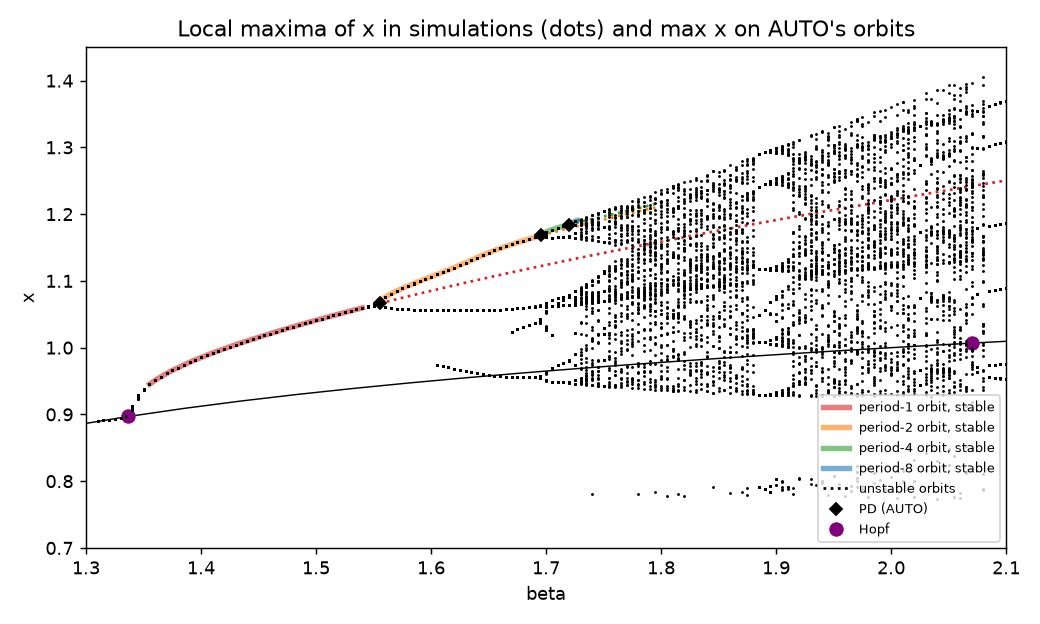 Local maxima of x in simulations (dots) and max x on AUTO's orbits
1.4
1.3
1.2
1.1
1.0
0.9
0.8
0.7
x
period-1 orbit, stable
period-2 orbit, stable
period-4 orbit, stable
period-8 orbit, stable
unstable orbits
PD (AUTO)
Hopf
1.3 1.4 1.5 1.6 1.7 1.8 1.9 2.0 2.1
beta